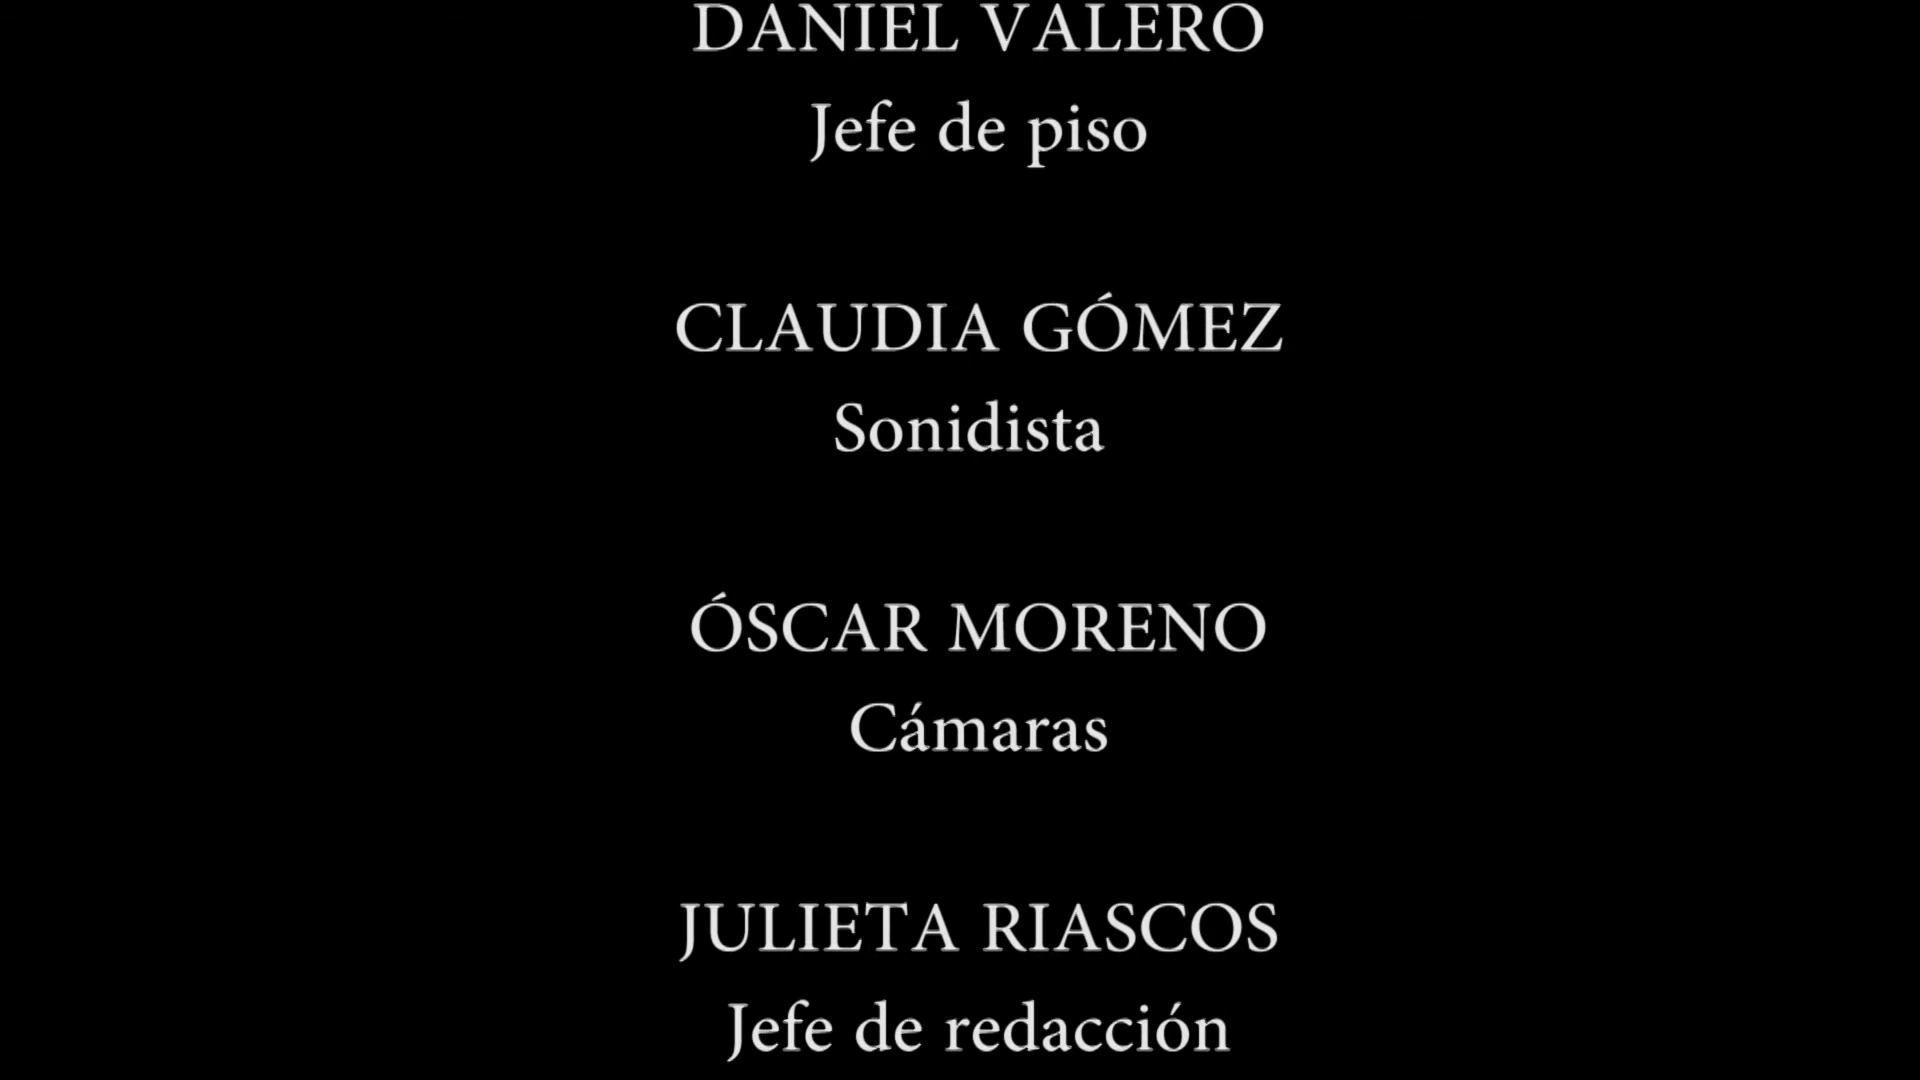 DANIEL VALERO
Jefe de piso
CLAUDIA GÓMEZ
Sonidista
ÓSCAR MORENO
Cámaras
JULIETA RIASCOS
Jefe de redacción